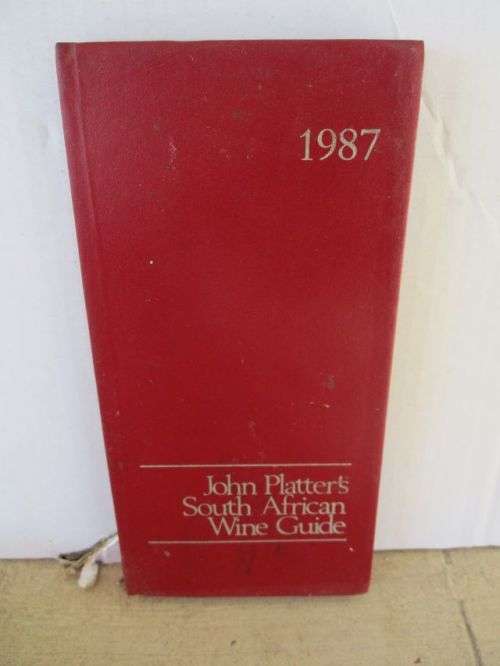 1987
John Platter's
South African
Wine Guide